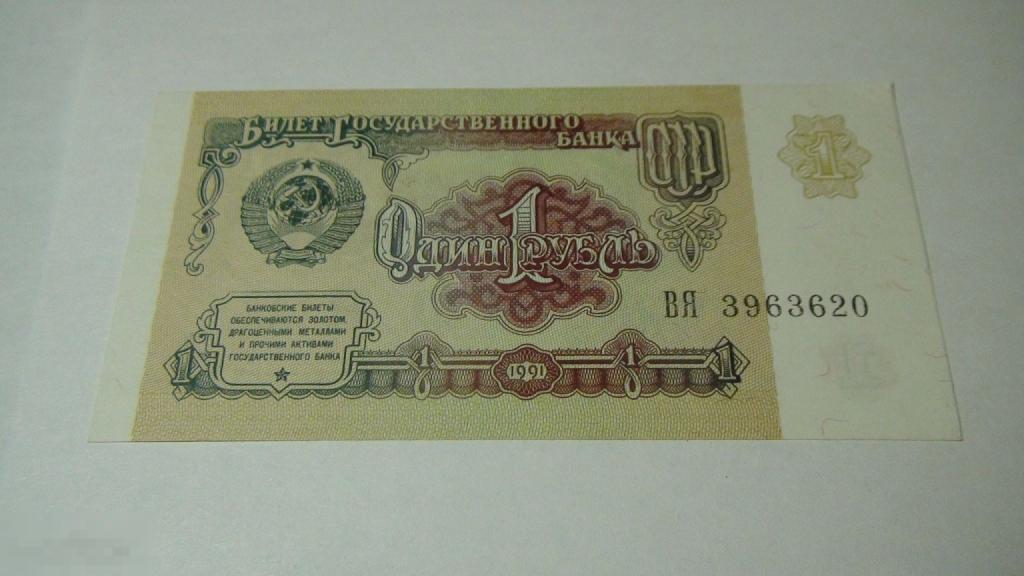 Билет Государственного
Банка
СССР
1
Один 1 рубль
ВЯ 3963620
Банковские билеты
обеспечиваются золотом,
драгоценными металлами
и прочими активами
Государственного банка
1
1
1991
1
1